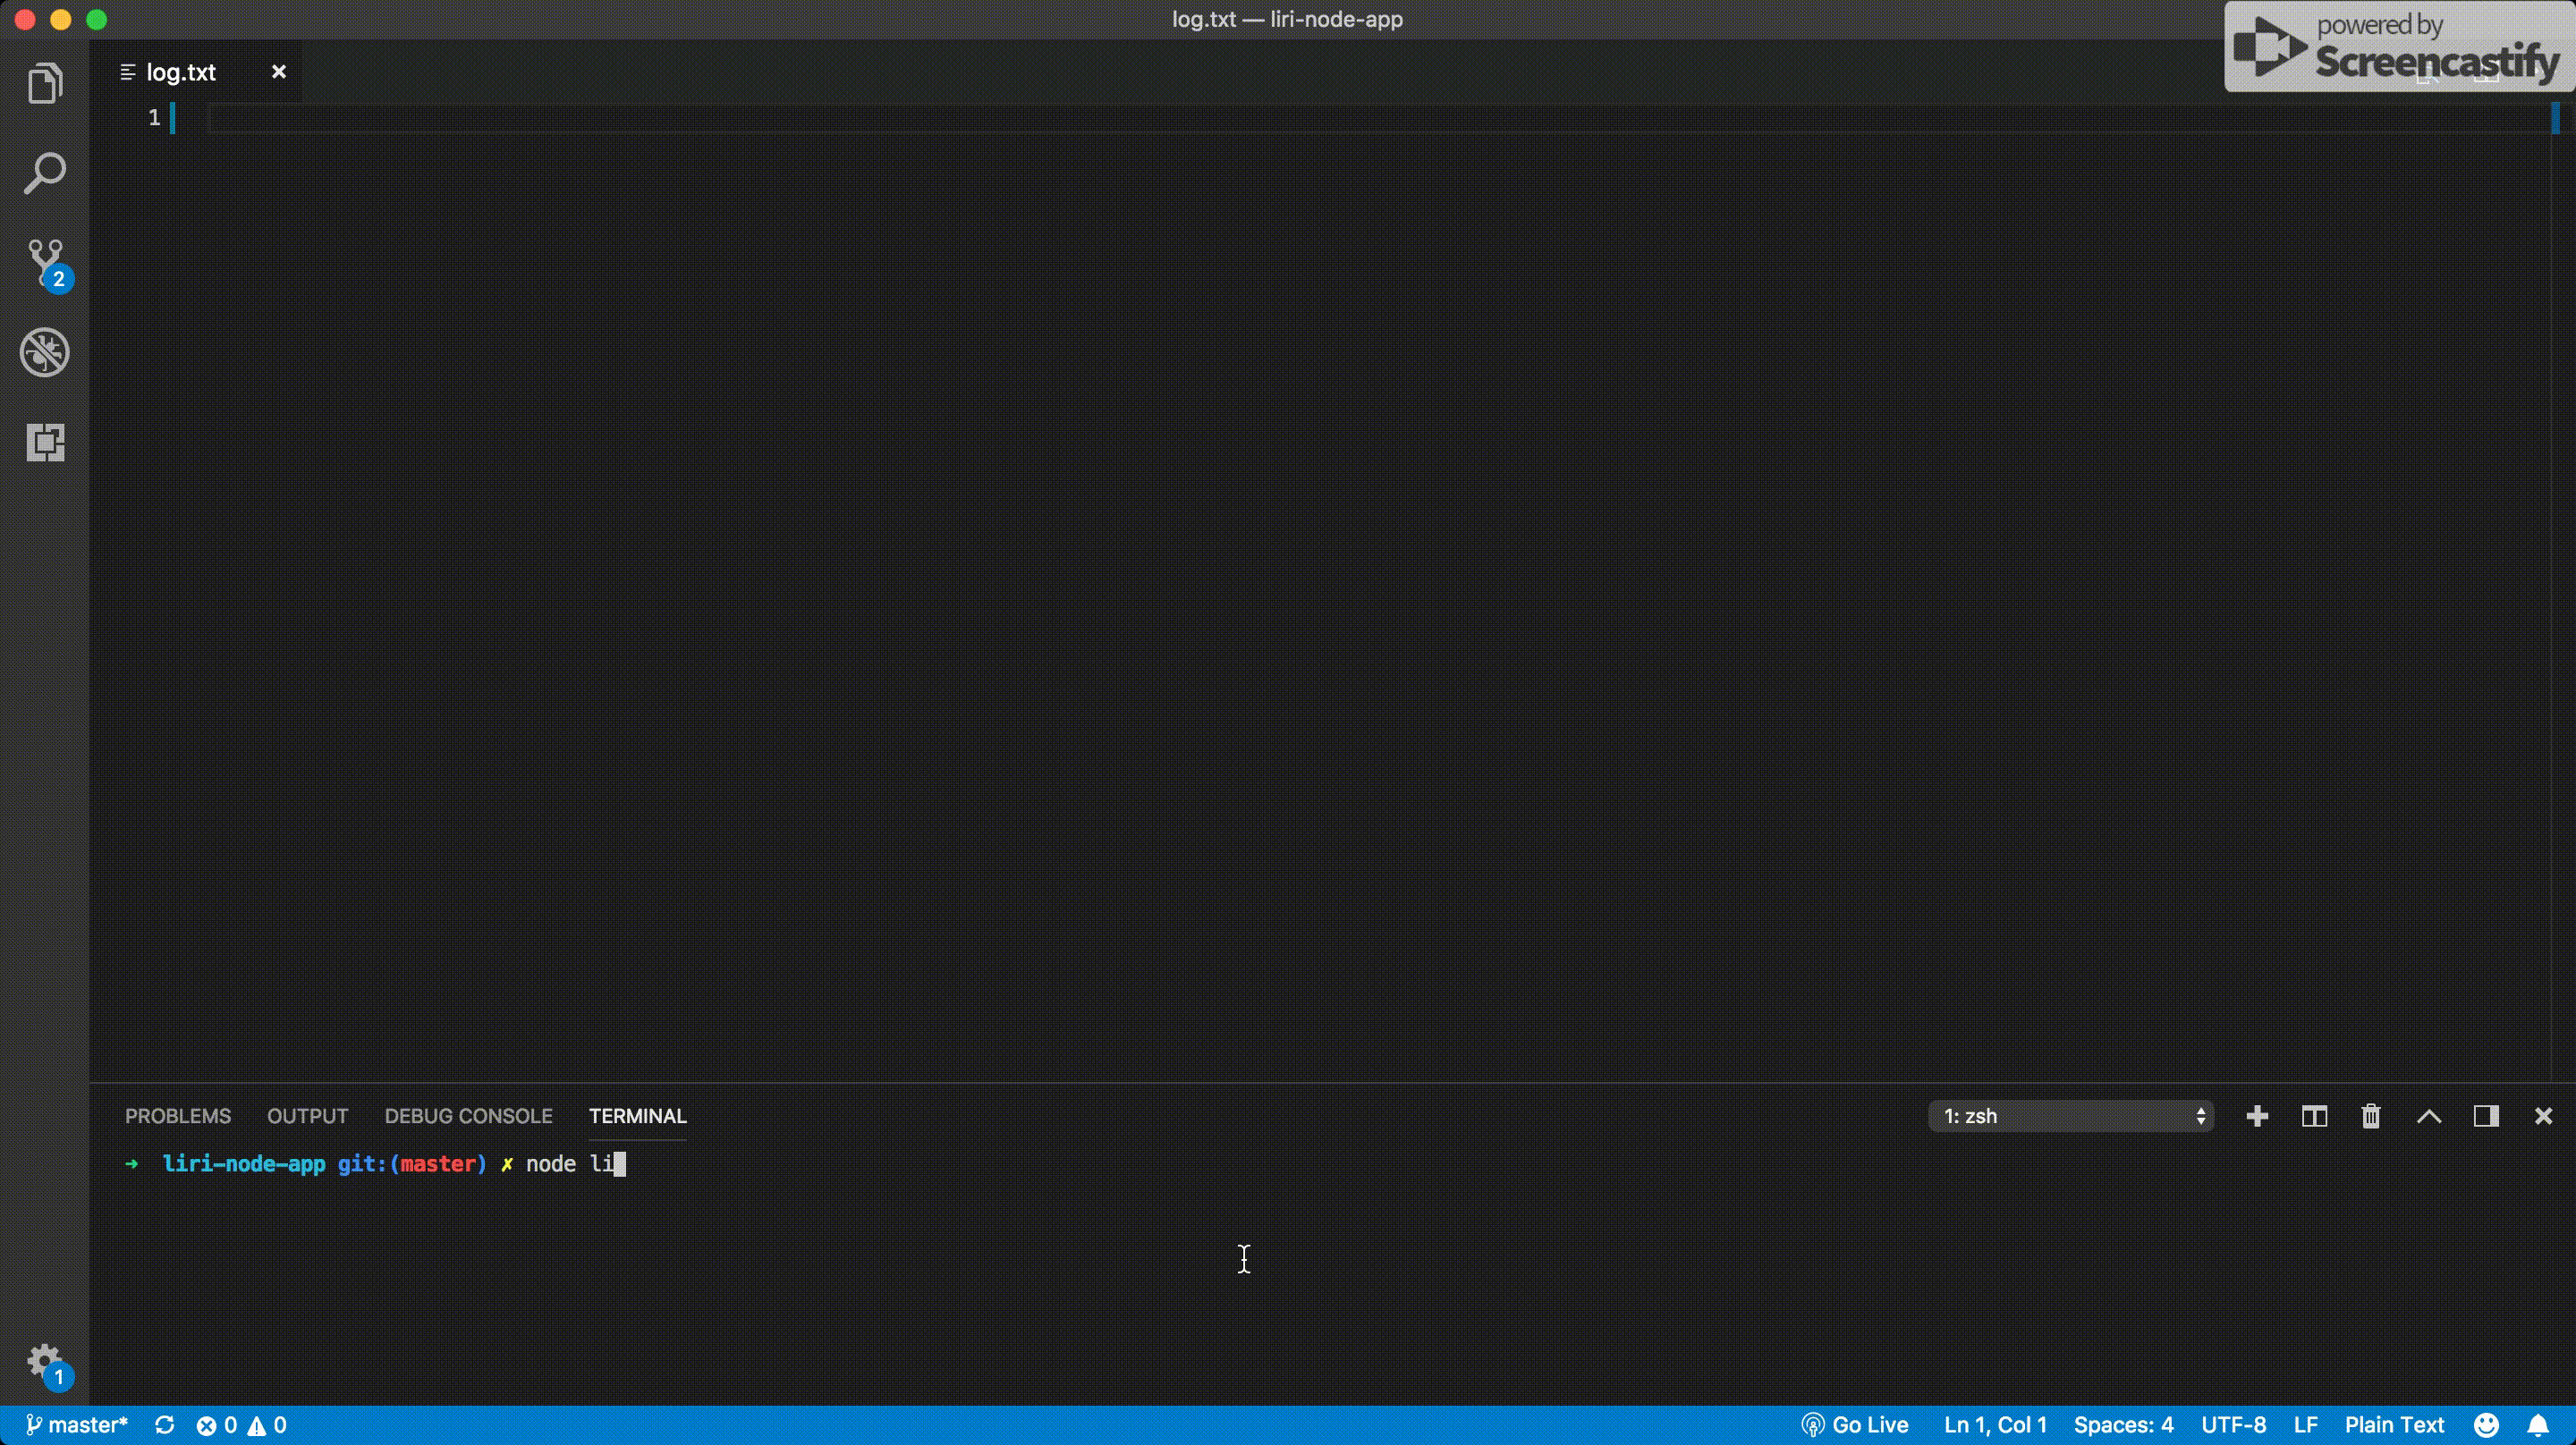 log.txt — liri-node-app
powered by
Screencastify
log.txt
1
2
PROBLEMS OUTPUT DEBUG CONSOLE TERMINAL 1: zsh
➜ liri-node-app git:(master) ✗ node li
1
master* 0 0 Go Live Ln 1, Col 1 Spaces: 4 UTF-8 LF Plain Text